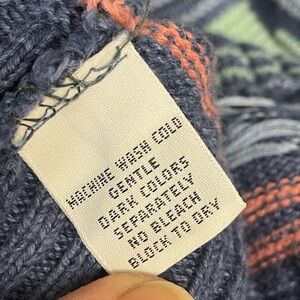 MACHINE WASH COLD
GENTLE
DARK COLORS
SEPARATELY
NO BLEACH
BLOCK TO DRY